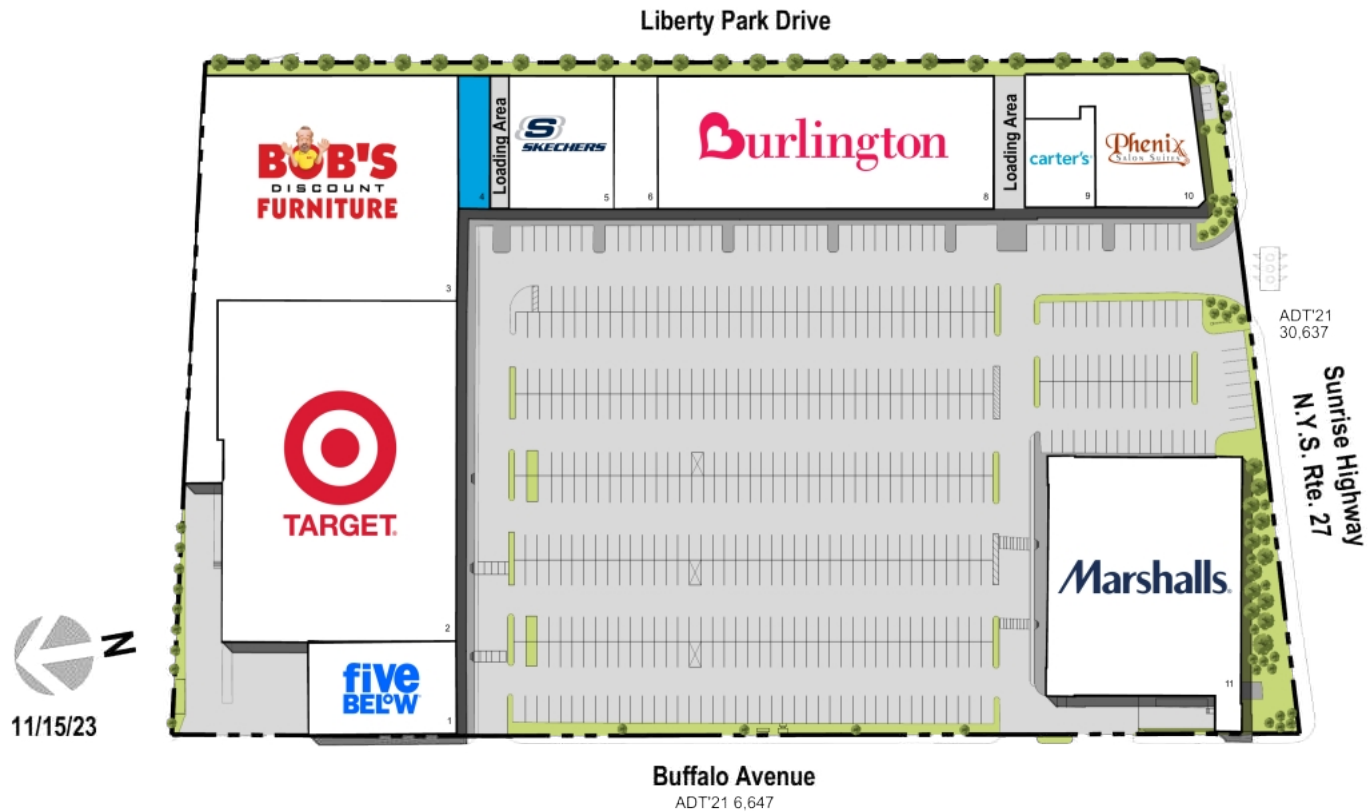 Liberty Park Drive
BOB'S
DISCOUNT
FURNITURE
3
4
Loading Area
S
SKECHERS
5
6
Burlington
8
Loading Area
carter's
9
Phenix
Salon Suites
10
ADT'21
30,637
Sunrise Highway
N.Y.S. Rte. 27
TARGET.
2
Marshalls.
11
five
BELOW
1
N
11/15/23
Buffalo Avenue
ADT'21 6,647